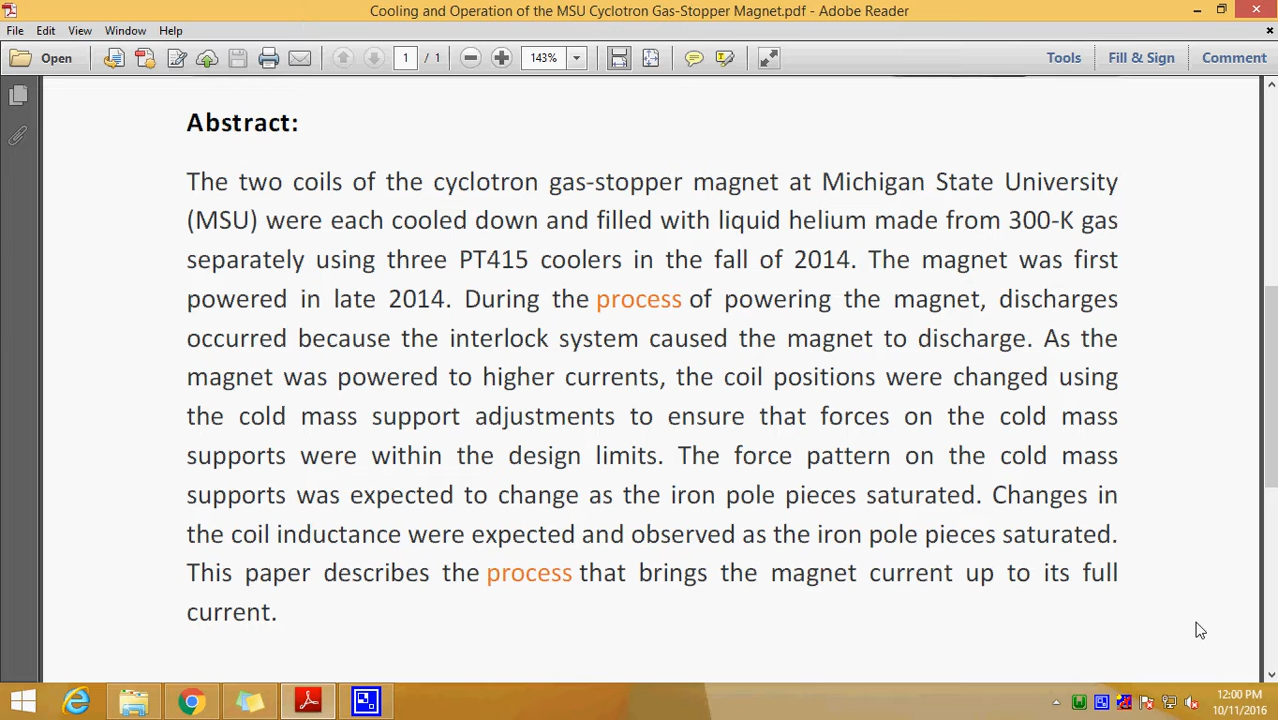 Cooling and Operation of the MSU Cyclotron Gas-Stopper Magnet.pdf - Adobe Reader
File Edit View Window Help
Open 1 / 1 143% Tools Fill & Sign Comment
Abstract:
The two coils of the cyclotron gas-stopper magnet at Michigan State University
(MSU) were each cooled down and filled with liquid helium made from 300-K gas
separately using three PT415 coolers in the fall of 2014. The magnet was first
powered in late 2014. During the process of powering the magnet, discharges
occurred because the interlock system caused the magnet to discharge. As the
magnet was powered to higher currents, the coil positions were changed using
the cold mass support adjustments to ensure that forces on the cold mass
supports were within the design limits. The force pattern on the cold mass
supports was expected to change as the iron pole pieces saturated. Changes in
the coil inductance were expected and observed as the iron pole pieces saturated.
This paper describes the process that brings the magnet current up to its full
current.
12:00 PM
10/11/2016